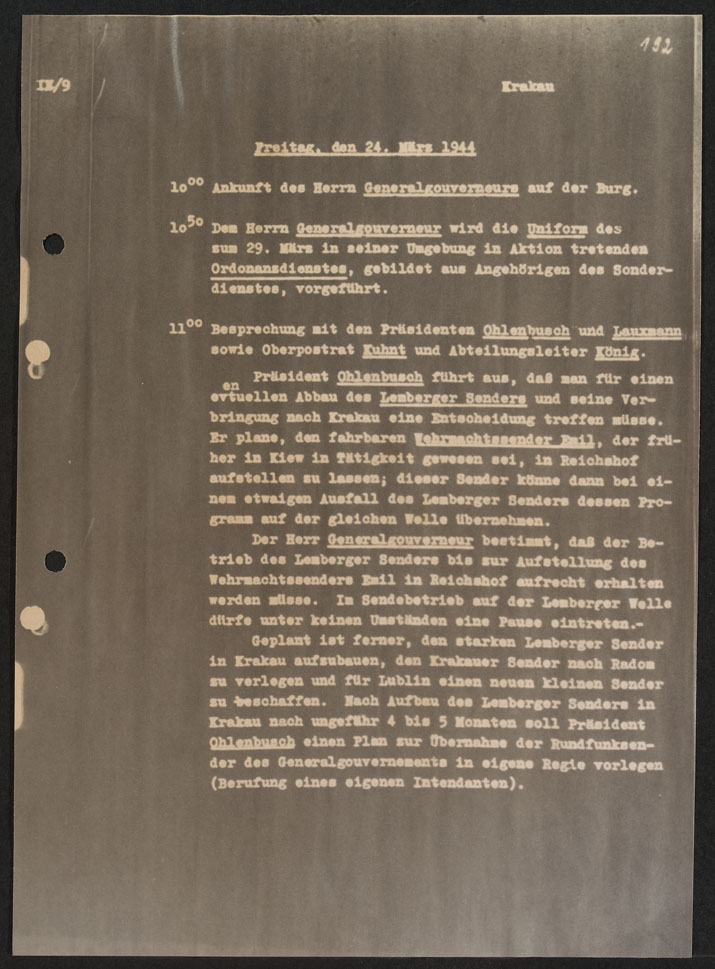 192
IX/9 Krakau
Freitag, den 24. März 1944
10⁰⁰ Ankunft des Herrn Generalgouverneurs auf der Burg.
10⁵⁰ Dem Herrn Generalgouverneur wird die Uniform des
zum 29. März in seiner Umgebung in Aktion tretenden
Ordonanzdienstes, gebildet aus Angehörigen des Sonder-
dienstes, vorgeführt.
11⁰⁰ Besprechung mit den Präsidenten Ohlenbusch und Lauxmann
sowie Oberpostrat Kuhnt und Abteilungsleiter König.
Präsident Ohlenbusch führt aus, daß man für einen
en
evtuellen Abbau des Lemberger Senders und seine Ver-
bringung nach Krakau eine Entscheidung treffen müsse.
Er plane, den fahrbaren Wehrmachtssender Emil, der frü-
her in Kiew in Tätigkeit gewesen sei, in Reichshof
aufstellen zu lassen; dieser Sender könne dann bei ei-
nem etwaigen Ausfall des Lemberger Senders dessen Pro-
gramm auf der gleichen Welle übernehmen.
Der Herr Generalgouverneur bestimmt, daß der Be-
trieb des Lemberger Senders bis zur Aufstellung des
Wehrmachtssenders Emil in Reichshof aufrecht erhalten
werden müsse. Im Sendebetrieb auf der Lemberger Welle
dürfe unter keinen Umständen eine Pause eintreten.-
Geplant ist ferner, den starken Lemberger Sender
in Krakau aufzubauen, den Krakauer Sender nach Radom
zu verlegen und für Lublin einen neuen kleinen Sender
zu beschaffen. Nach Aufbau des Lemberger Senders in
Krakau nach ungefähr 4 bis 5 Monaten soll Präsident
Ohlenbusch einen Plan zur Übernahme der Rundfunksen-
der des Generalgouvernements in eigene Regie vorlegen
(Berufung eines eigenen Intendanten).